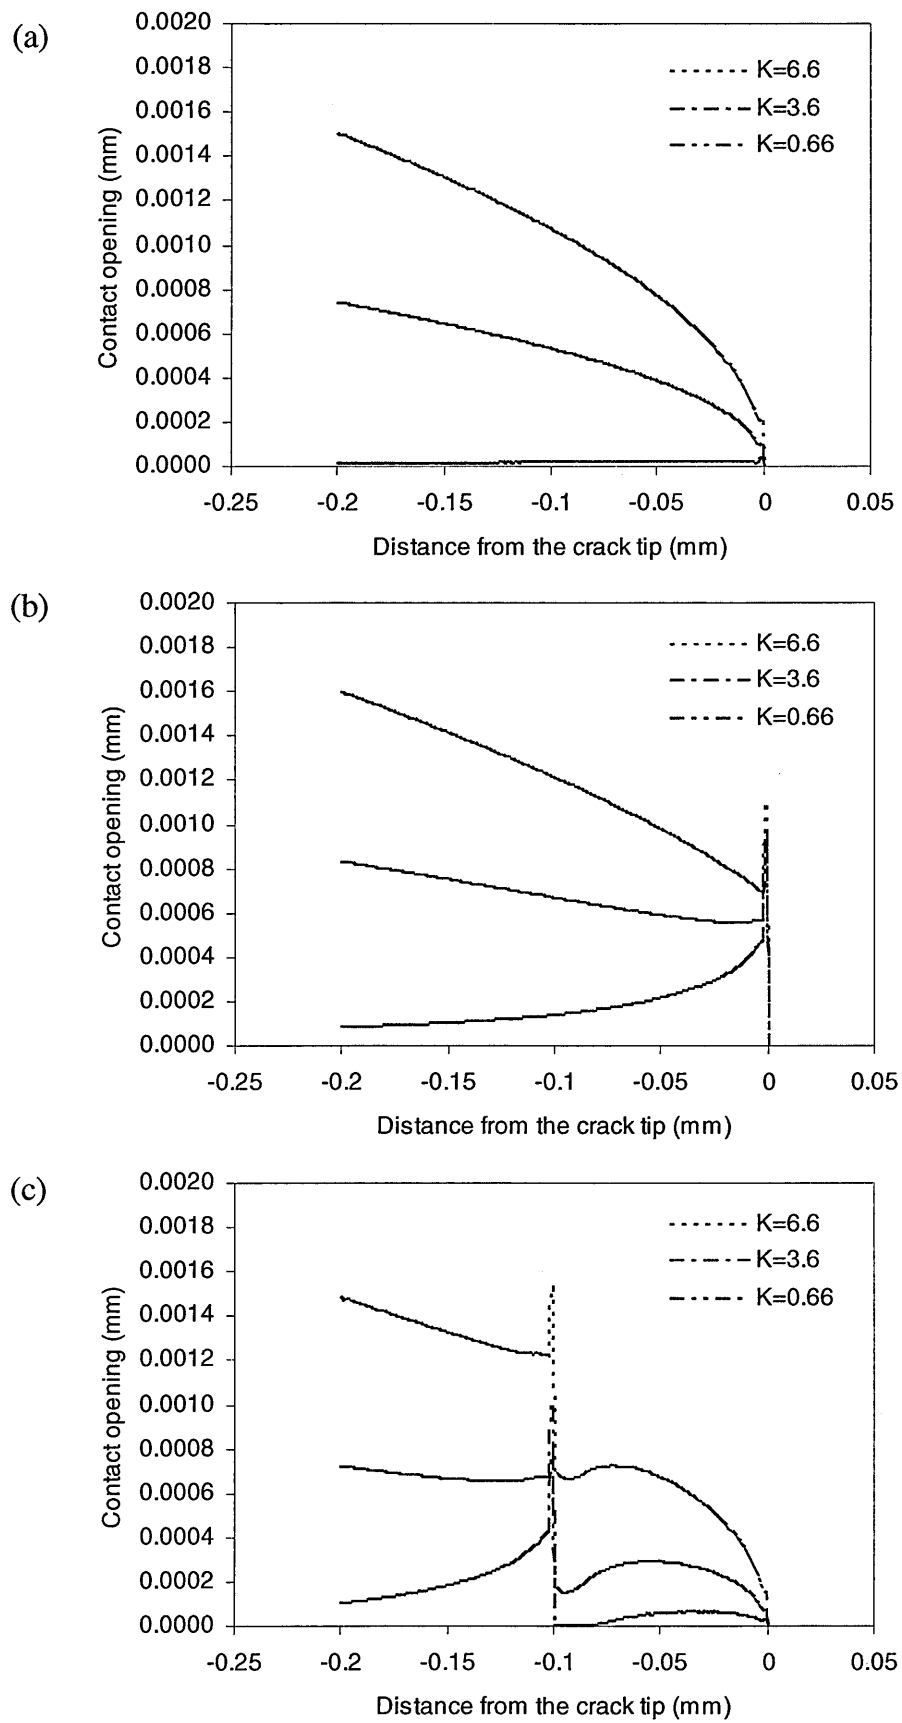 (a)
0.0020
0.0018
0.0016
0.0014
0.0012
0.0010
0.0008
0.0006
0.0004
0.0002
0.0000
Contact opening (mm)
K=6.6
K=3.6
K=0.66
-0.25 -0.2 -0.15 -0.1 -0.05 0 0.05
Distance from the crack tip (mm)
(b)
0.0020
0.0018
0.0016
0.0014
0.0012
0.0010
0.0008
0.0006
0.0004
0.0002
0.0000
Contact opening (mm)
K=6.6
K=3.6
K=0.66
-0.25 -0.2 -0.15 -0.1 -0.05 0 0.05
Distance from the crack tip (mm)
(c)
0.0020
0.0018
0.0016
0.0014
0.0012
0.0010
0.0008
0.0006
0.0004
0.0002
0.0000
Contact opening (mm)
K=6.6
K=3.6
K=0.66
-0.25 -0.2 -0.15 -0.1 -0.05 0 0.05
Distance from the crack tip (mm)